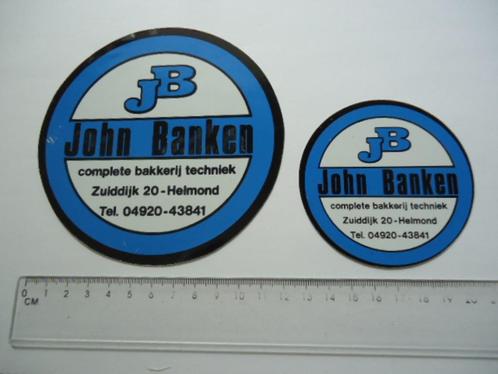 JB
John Banken
complete bakkerij techniek
Zuiddijk 20-Helmond
Tel. 04920-43841
JB
John Banken
complete bakkerij techniek
Zuiddijk 20-Helmond
Tel. 04920-43841
0 1 2 3 4 5 6 7 8 9 10 11 12 13 14 15 16 17 18 19 20
CM